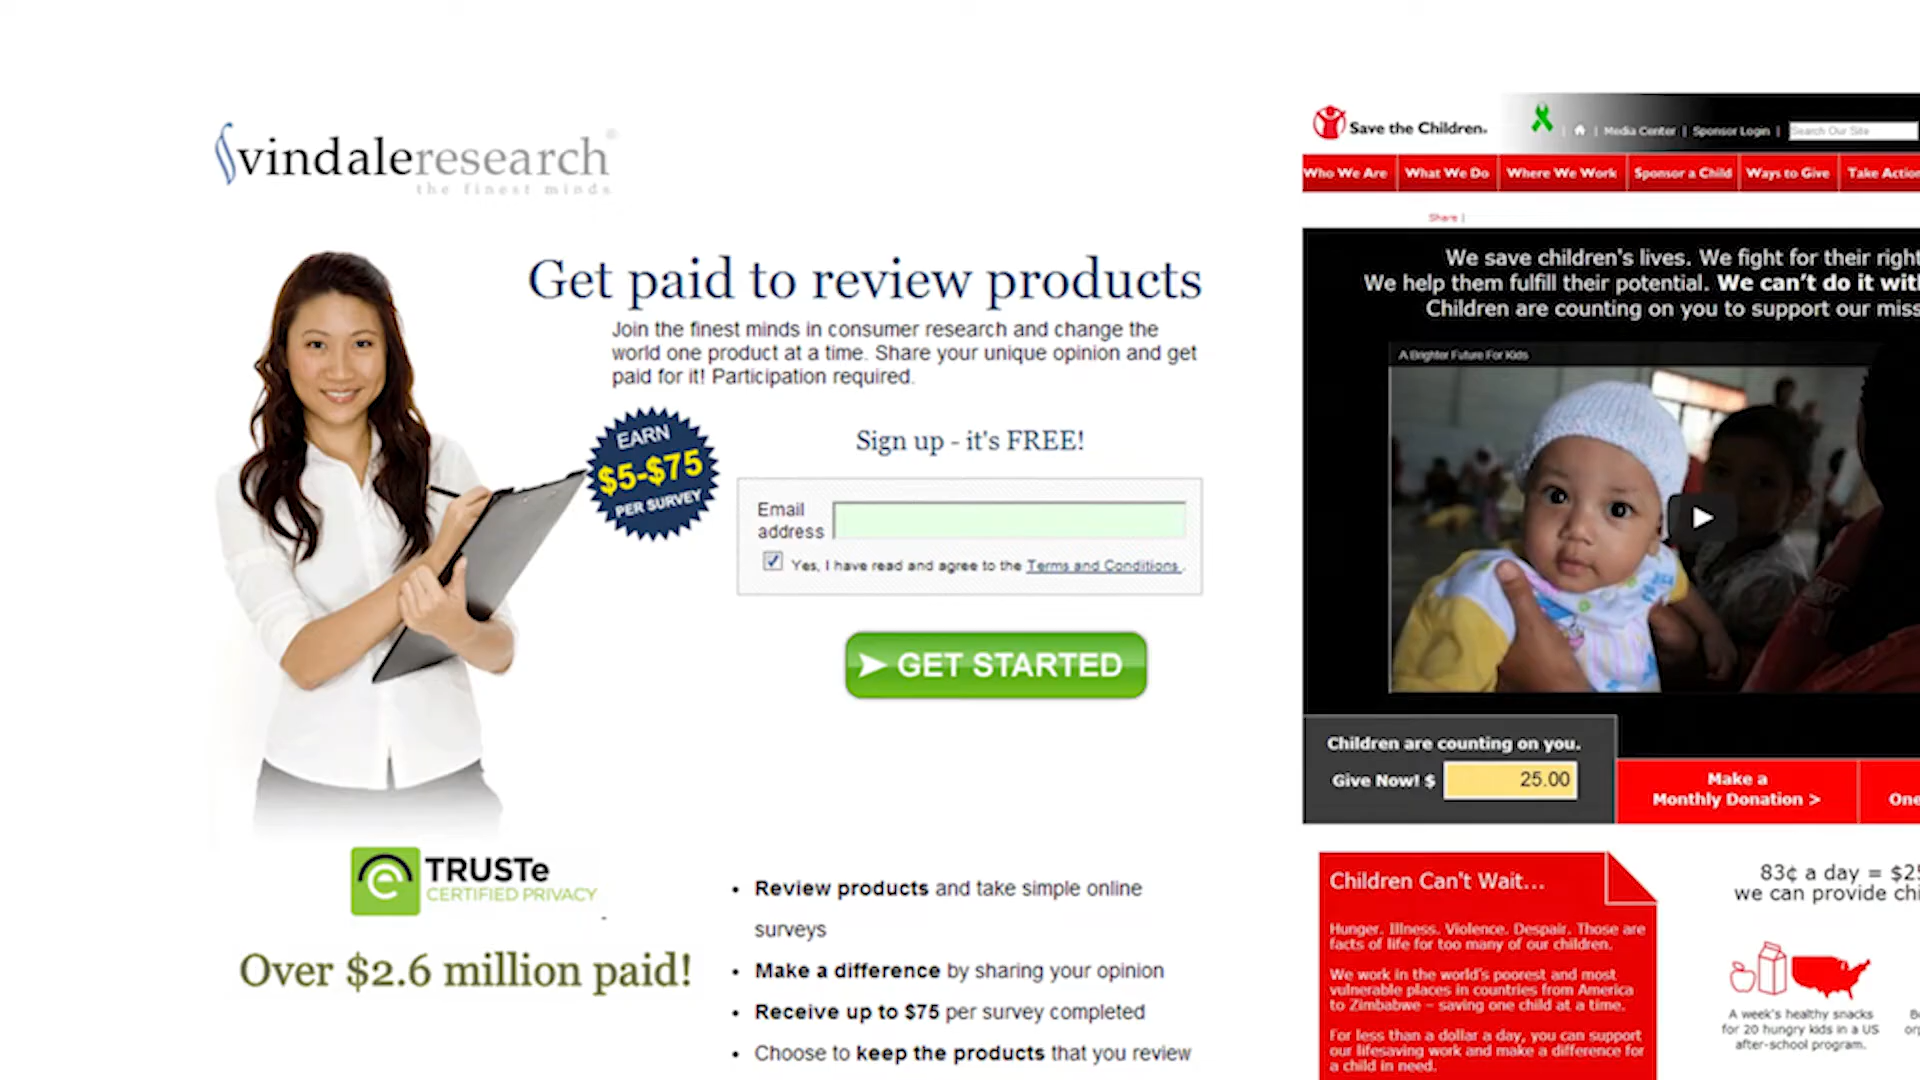 vindaleresearch
the finest minds
Get paid to review products
Join the finest minds in consumer research and change the
world one product at a time. Share your unique opinion and get
paid for it! Participation required.
EARN
$5-$75
PER SURVEY
Sign up - it's FREE!
Email
address
Yes, I have read and agree to the Terms and Conditions.
GET STARTED
TRUSTe
CERTIFIED PRIVACY
Over $2.6 million paid!
• Review products and take simple online
surveys
• Make a difference by sharing your opinion
• Receive up to $75 per survey completed
• Choose to keep the products that you review
Save the Children.
| Media Center | Sponsor Login | Search Our Site
Who We Are What We Do Where We Work Sponsor a Child Ways to Give Take Action
Share |
We save children's lives. We fight for their right
We help them fulfill their potential. We can't do it
Children are counting on you to support our
A Brighter Future For Kids
Children are counting on you.
Give Now! $ 25.00
Make a
Monthly Donation >
One
Children Can't Wait...
Hunger. Illness. Violence. Despair. Those are
facts of life for too many of our children.
We work in the world's poorest and most
vulnerable places in countries from America
to Zimbabwe – saving one child at a time.
For less than a dollar a day, you can support
our lifesaving work and make a difference for
a child in need.
83¢ a day = $25
we can provide
A week's healthy snacks
for 20 hungry kids in a US
after-school program.